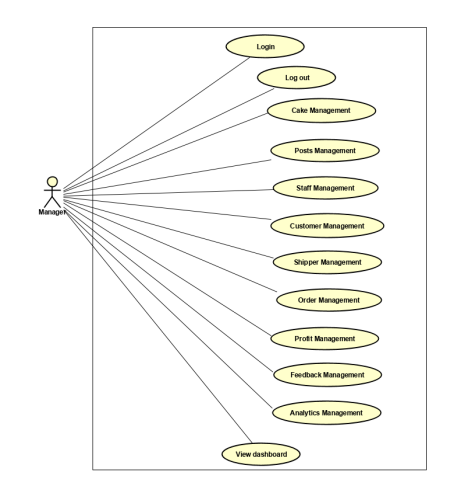 Login
Log out
Cake Management
Posts Management
Staff Management
Manager
Customer Management
Shipper Management
Order Management
Profit Management
Feedback Management
Analytics Management
View dashboard